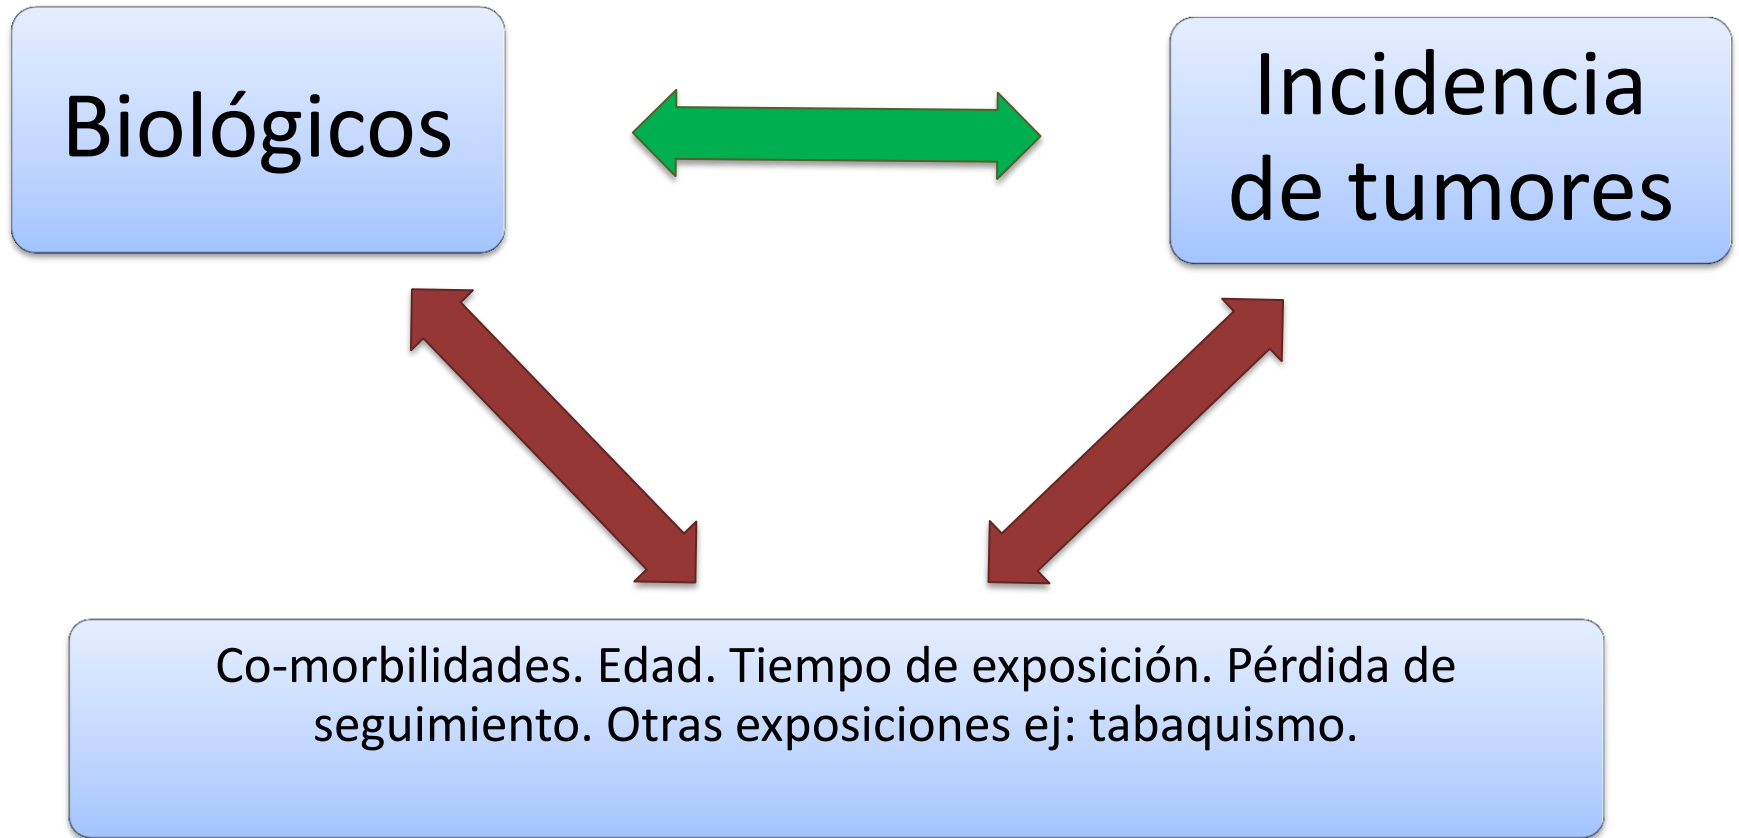 Biológicos
Incidencia
de tumores
Co-morbilidades. Edad. Tiempo de exposición. Pérdida de
seguimiento. Otras exposiciones ej: tabaquismo.